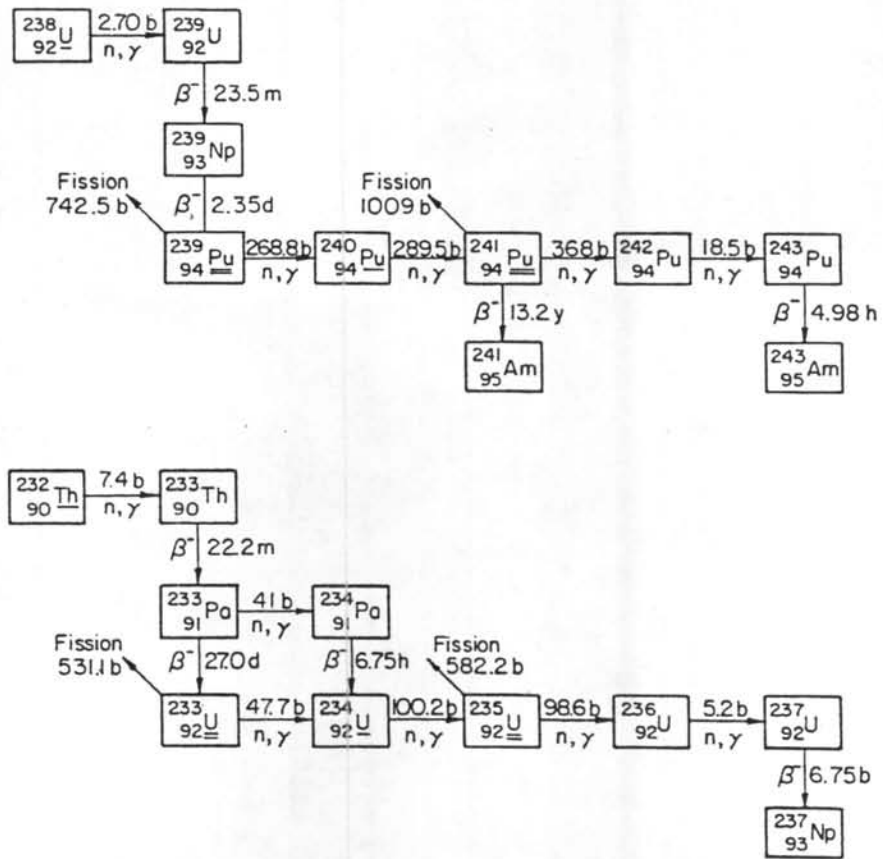 238 92 U 2.70 b n, γ 239 92 U
β⁻ 23.5 m
239 93 Np
Fission 742.5 b
β⁻ 2.35 d
Fission 1009 b
239 94 Pu 268.8 b n, γ 240 94 Pu 289.5 b n, γ 241 94 Pu 368 b n, γ 242 94 Pu 18.5 b n, γ 243 94 Pu
β⁻ 13.2 y
β⁻ 4.98 h
241 95 Am
243 95 Am
232 90 Th 7.4 b n, γ 233 90 Th
β⁻ 22.2 m
233 91 Pa 41 b n, γ 234 91 Pa
Fission 531.1 b
β⁻ 27.0 d
β⁻ 6.75 h
Fission 582.2 b
233 92 U 47.7 b n, γ 234 92 U 100.2 b n, γ 235 92 U 98.6 b n, γ 236 92 U 5.2 b n, γ 237 92 U
β⁻ 6.75 b
237 93 Np